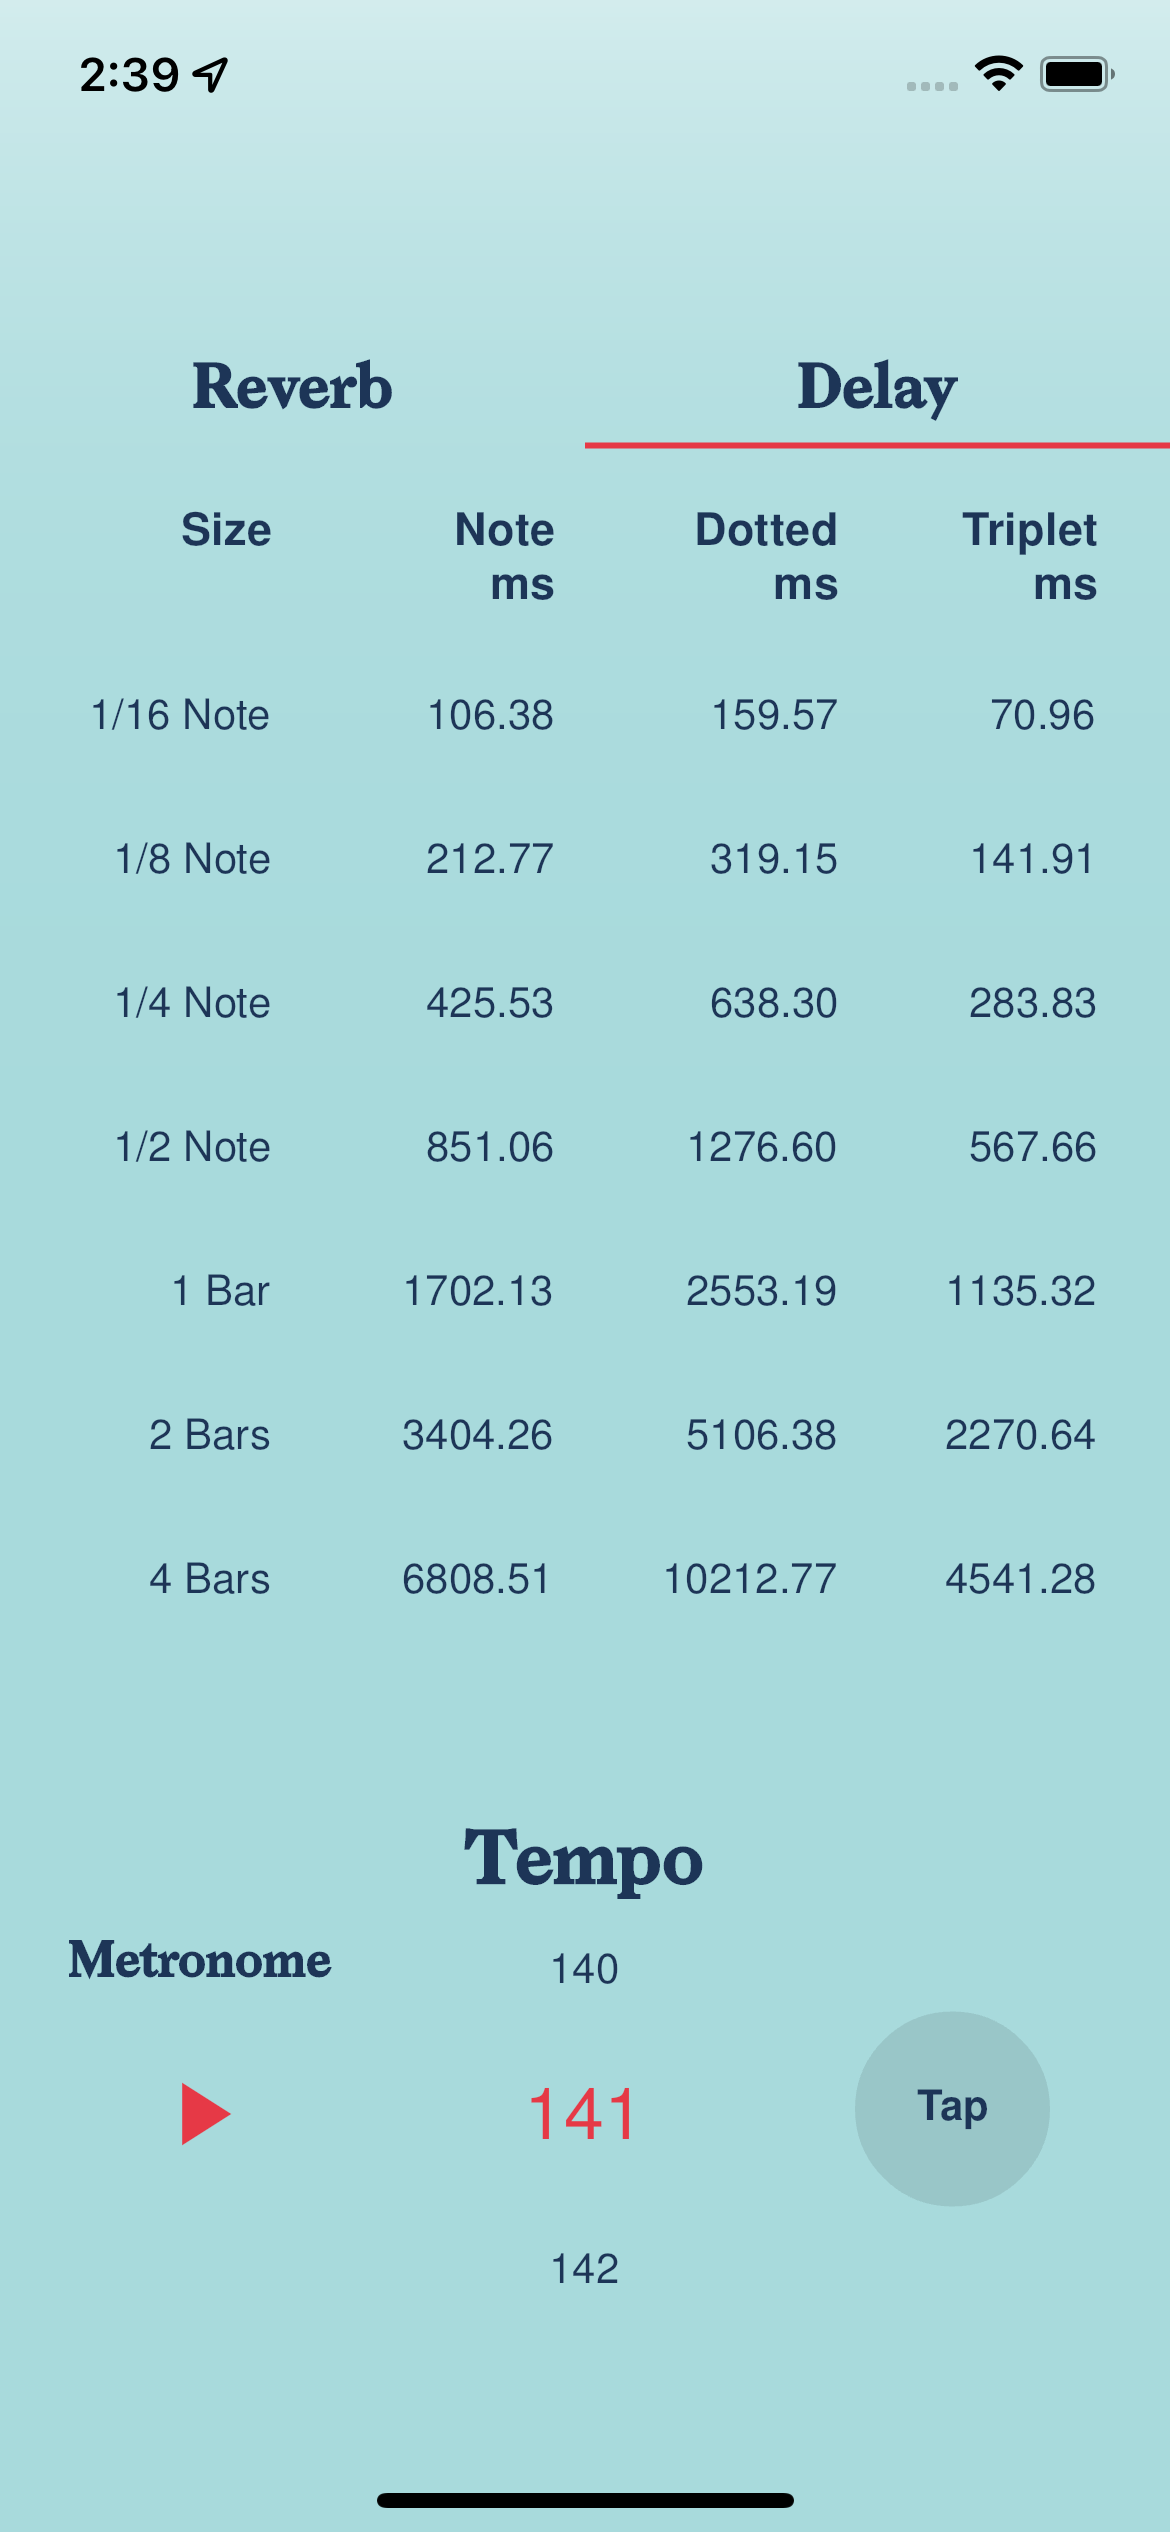 2:39
Reverb Delay
Size Note Dotted Triplet
ms ms ms
1/16 Note 106.38 159.57 70.96
1/8 Note 212.77 319.15 141.91
1/4 Note 425.53 638.30 283.83
1/2 Note 851.06 1276.60 567.66
1 Bar 1702.13 2553.19 1135.32
2 Bars 3404.26 5106.38 2270.64
4 Bars 6808.51 10212.77 4541.28
Tempo
Metronome 140
141 Tap
142